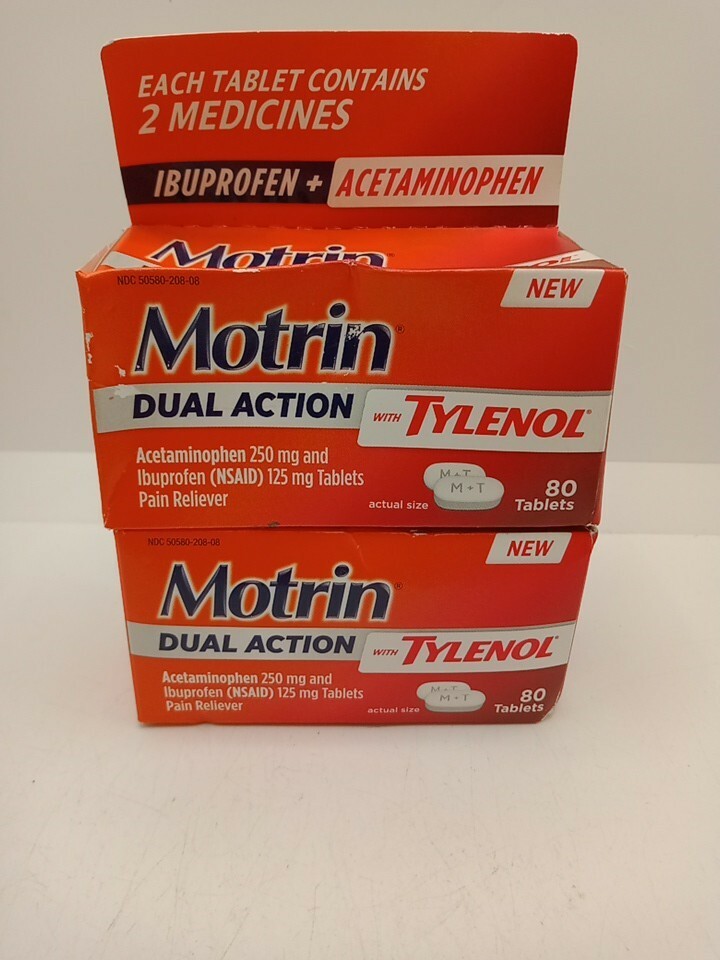 EACH TABLET CONTAINS
2 MEDICINES
IBUPROFEN + ACETAMINOPHEN
Motrin
NDC 50580-208-08
NEW
Motrin®
DUAL ACTION WITH TYLENOL®
Acetaminophen 250 mg and
Ibuprofen (NSAID) 125 mg Tablets
Pain Reliever
M+T
M+T
actual size
80
Tablets
NDC 50580-208-08
NEW
Motrin®
DUAL ACTION WITH TYLENOL®
Acetaminophen 250 mg and
Ibuprofen (NSAID) 125 mg Tablets
Pain Reliever
M+T
M+T
actual size
80
Tablets